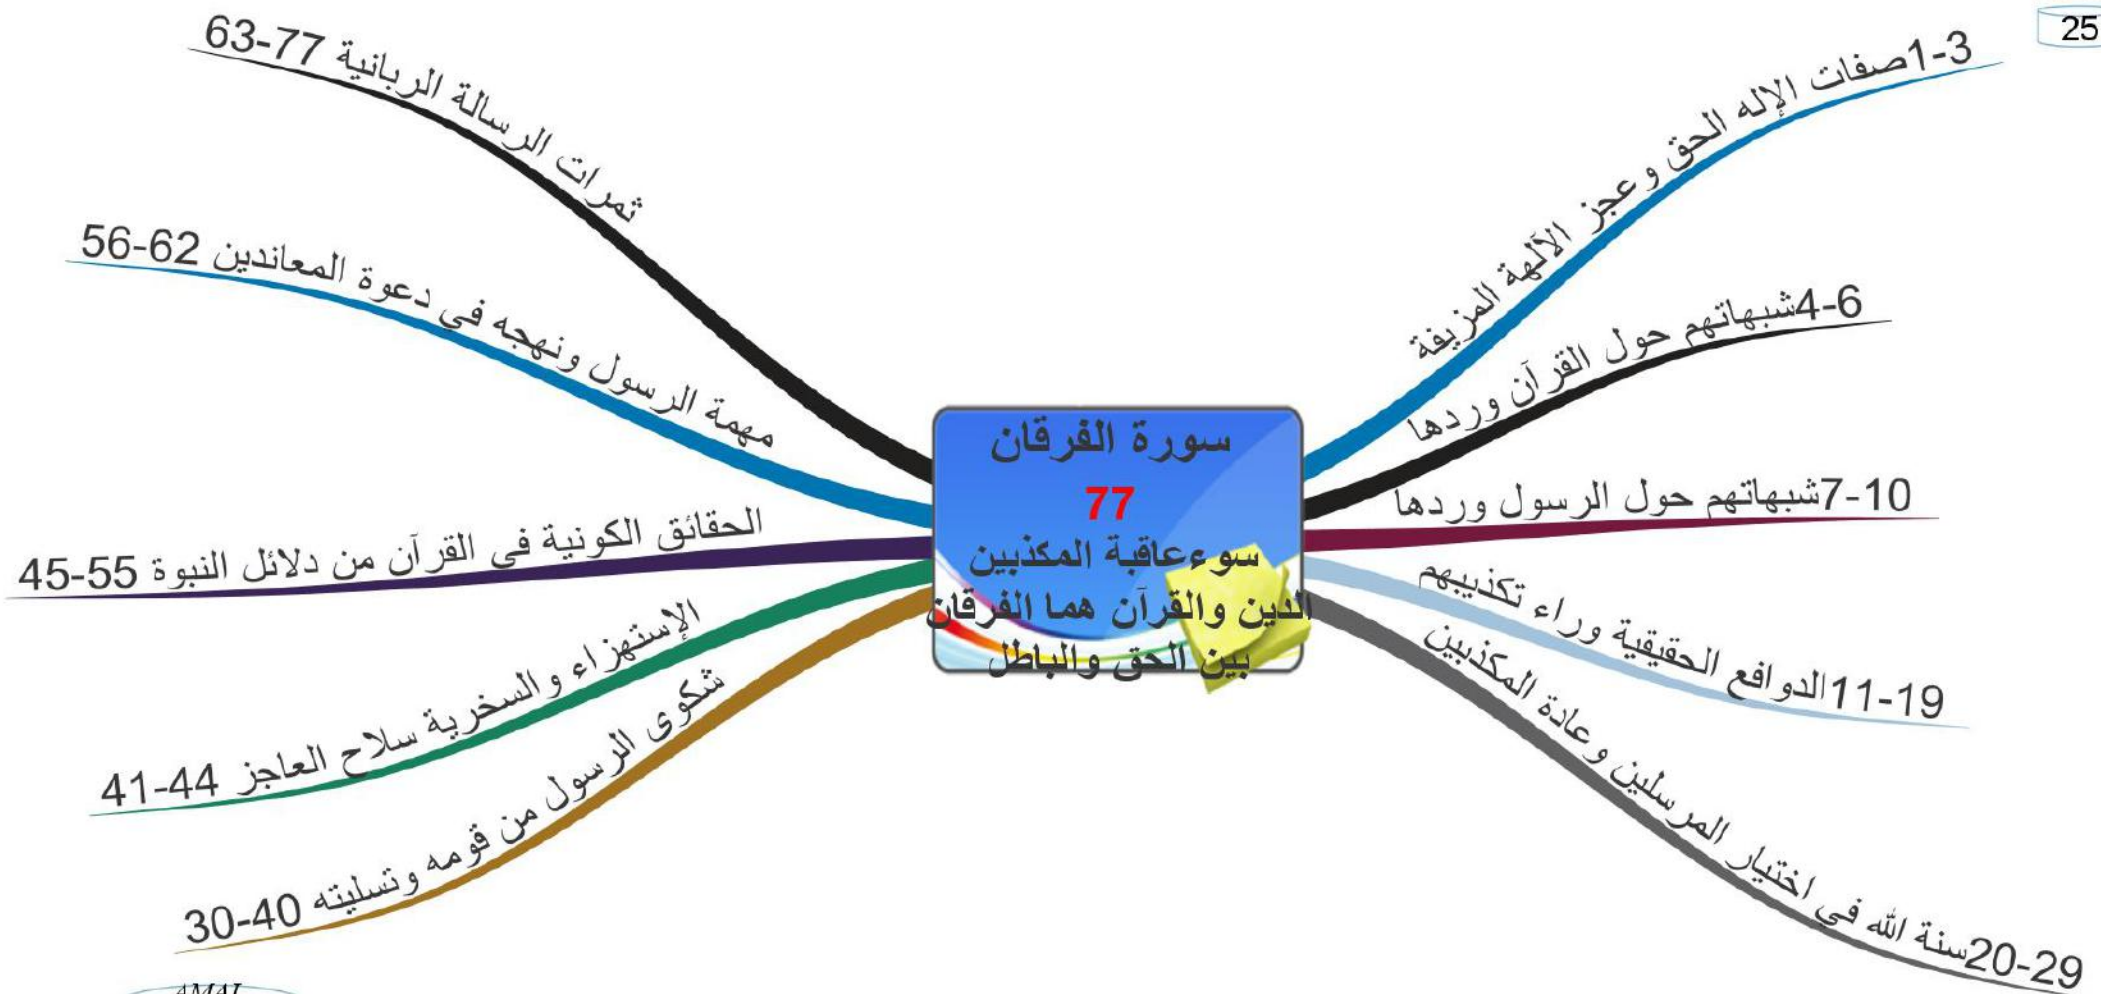 25
سورة الفرقان
77
سوء عاقبة المكذبين
الدين والقرآن هما الفرقان
بين الحق والباطل
1-3صفات الإله الحق وعجز الآلهة المزيفة
4-6شبهاتهم حول القرآن وردها
7-10شبهاتهم حول الرسول وردها
11-19الدوافع الحقيقية وراء تكذيبهم
20-29سنة الله في اختيار المرسلين وعادة المكذبين
شكوى الرسول من قومه وتسليته 30-40
الإستهزاء والسخرية سلاح العاجز 41-44
الحقائق الكونية في القرآن من دلائل النبوة 45-55
مهمة الرسول ونهجه في دعوة المعاندين 56-62
ثمرات الرسالة الربانية 63-77
AMAL